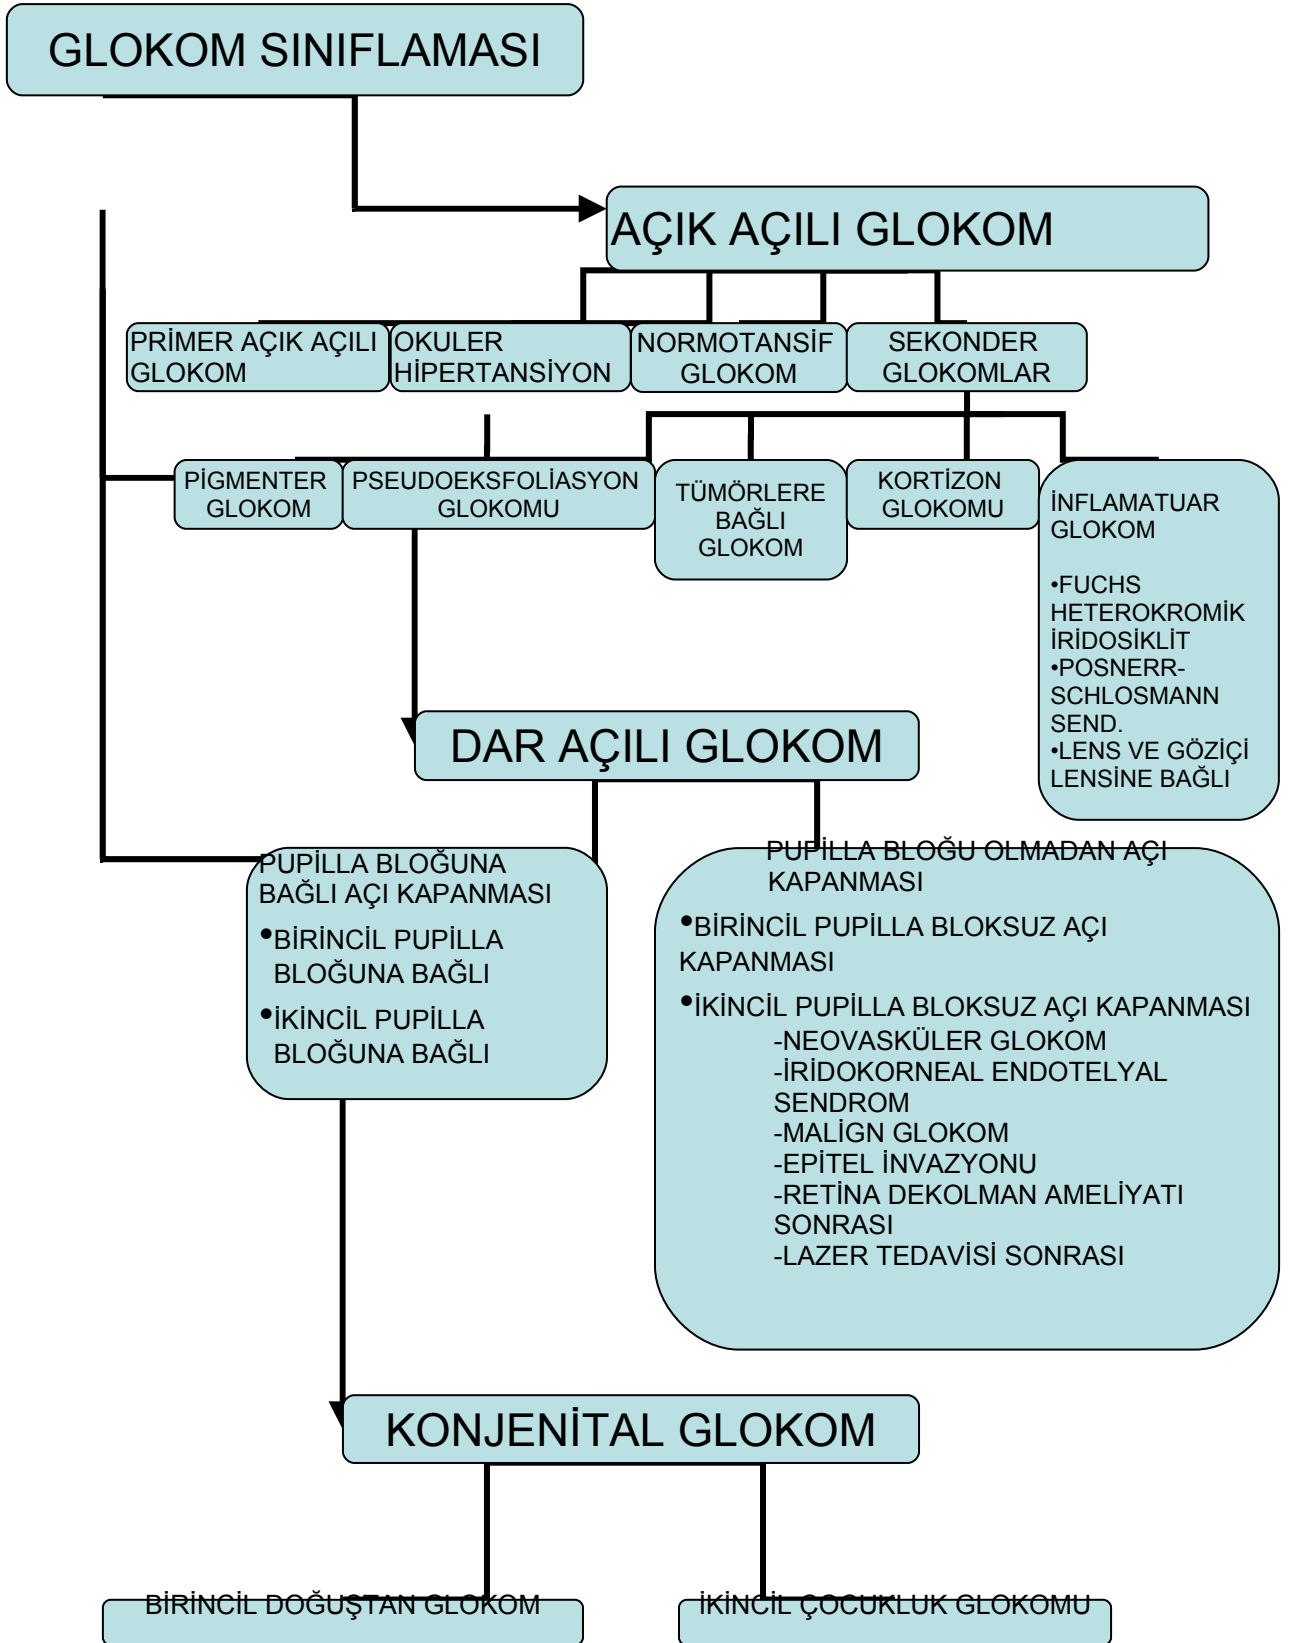 GLOKOM SINIFLAMASI
AÇIK AÇILI GLOKOM
PRİMER AÇIK AÇILI
GLOKOM
OKULER
HİPERTANSİYON
NORMOTANSİF
GLOKOM
SEKONDER
GLOKOMLAR
PİGMENTER
GLOKOM
PSEUDOEKSFOLİASYON
GLOKOMU
TÜMÖRLERE
BAĞLI
GLOKOM
KORTİZON
GLOKOMU
İNFLAMATUAR
GLOKOM
•FUCHS
HETEROKROMİK
İRİDOSİKLİT
•POSNERR-
SCHLOSMANN
SEND.
•LENS VE GÖZİÇİ
LENSİNE BAĞLI
DAR AÇILI GLOKOM
PUPİLLA BLOĞUNA
BAĞLI AÇI KAPANMASI
•BİRİNCİL PUPİLLA
BLOĞUNA BAĞLI
•İKİNCİL PUPİLLA
BLOĞUNA BAĞLI
PUPİLLA BLOĞU OLMADAN AÇI
KAPANMASI
•BİRİNCİL PUPİLLA BLOKSUZ AÇI
KAPANMASI
•İKİNCİL PUPİLLA BLOKSUZ AÇI KAPANMASI
-NEOVASKÜLER GLOKOM
-İRİDOKORNEAL ENDOTELYAL
SENDROM
-MALİGN GLOKOM
-EPİTEL İNVAZYONU
-RETİNA DEKOLMAN AMELİYATI
SONRASI
-LAZER TEDAVİSİ SONRASI
KONJENİTAL GLOKOM
BİRİNCİL DOĞUŞTAN GLOKOM
İKİNCİL ÇOCUKLUK GLOKOMU